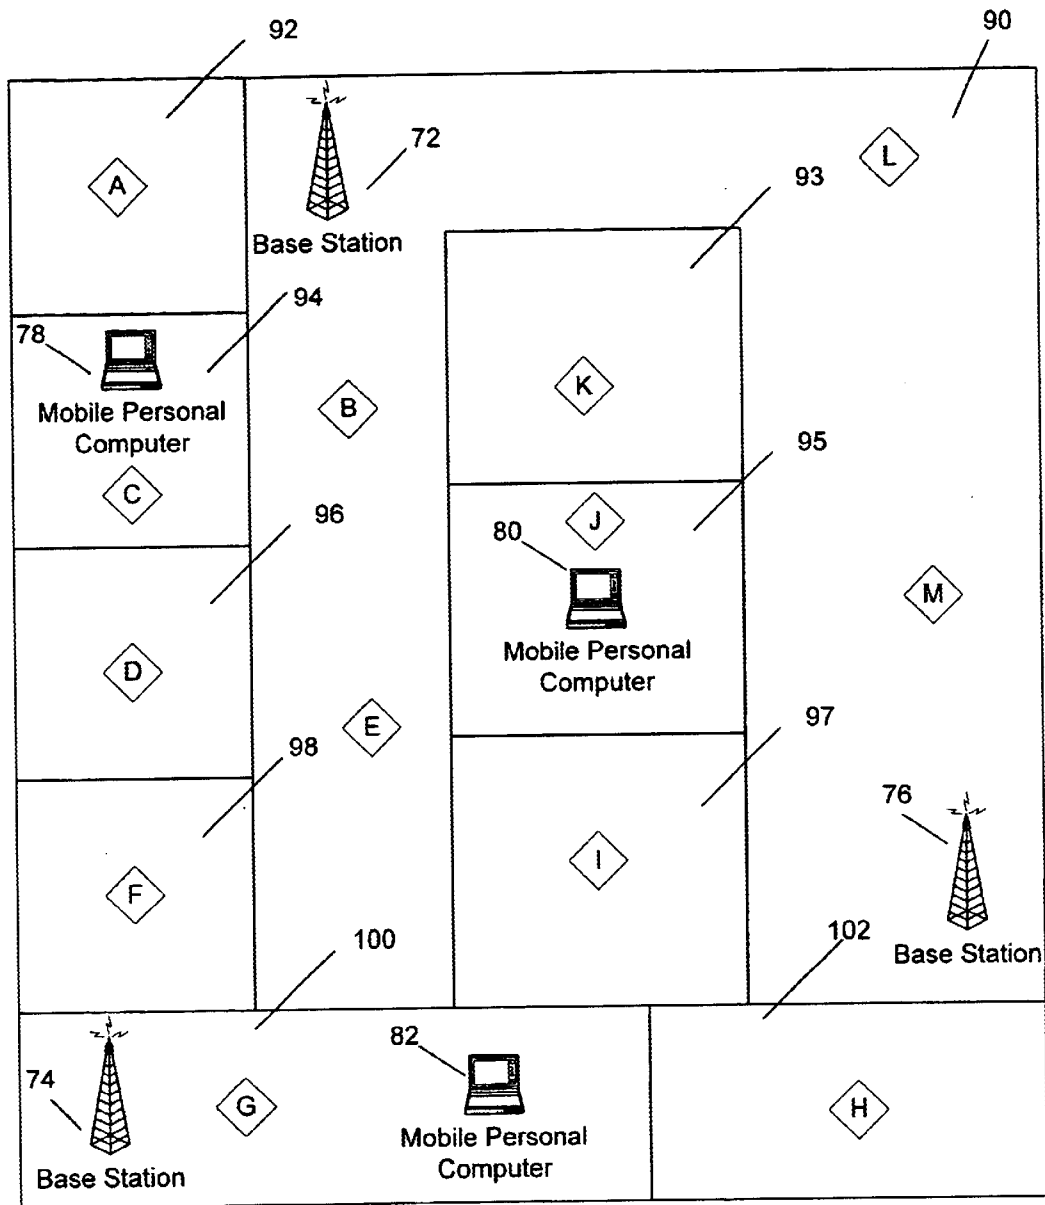 92
90
72
L
93
A
Base Station
94
78
Mobile Personal
Computer
B
K
95
C
96
J
80
M
Mobile Personal
Computer
D
97
E
98
76
I
F
100
102
Base Station
82
74
G
H
Mobile Personal
Computer
Base Station